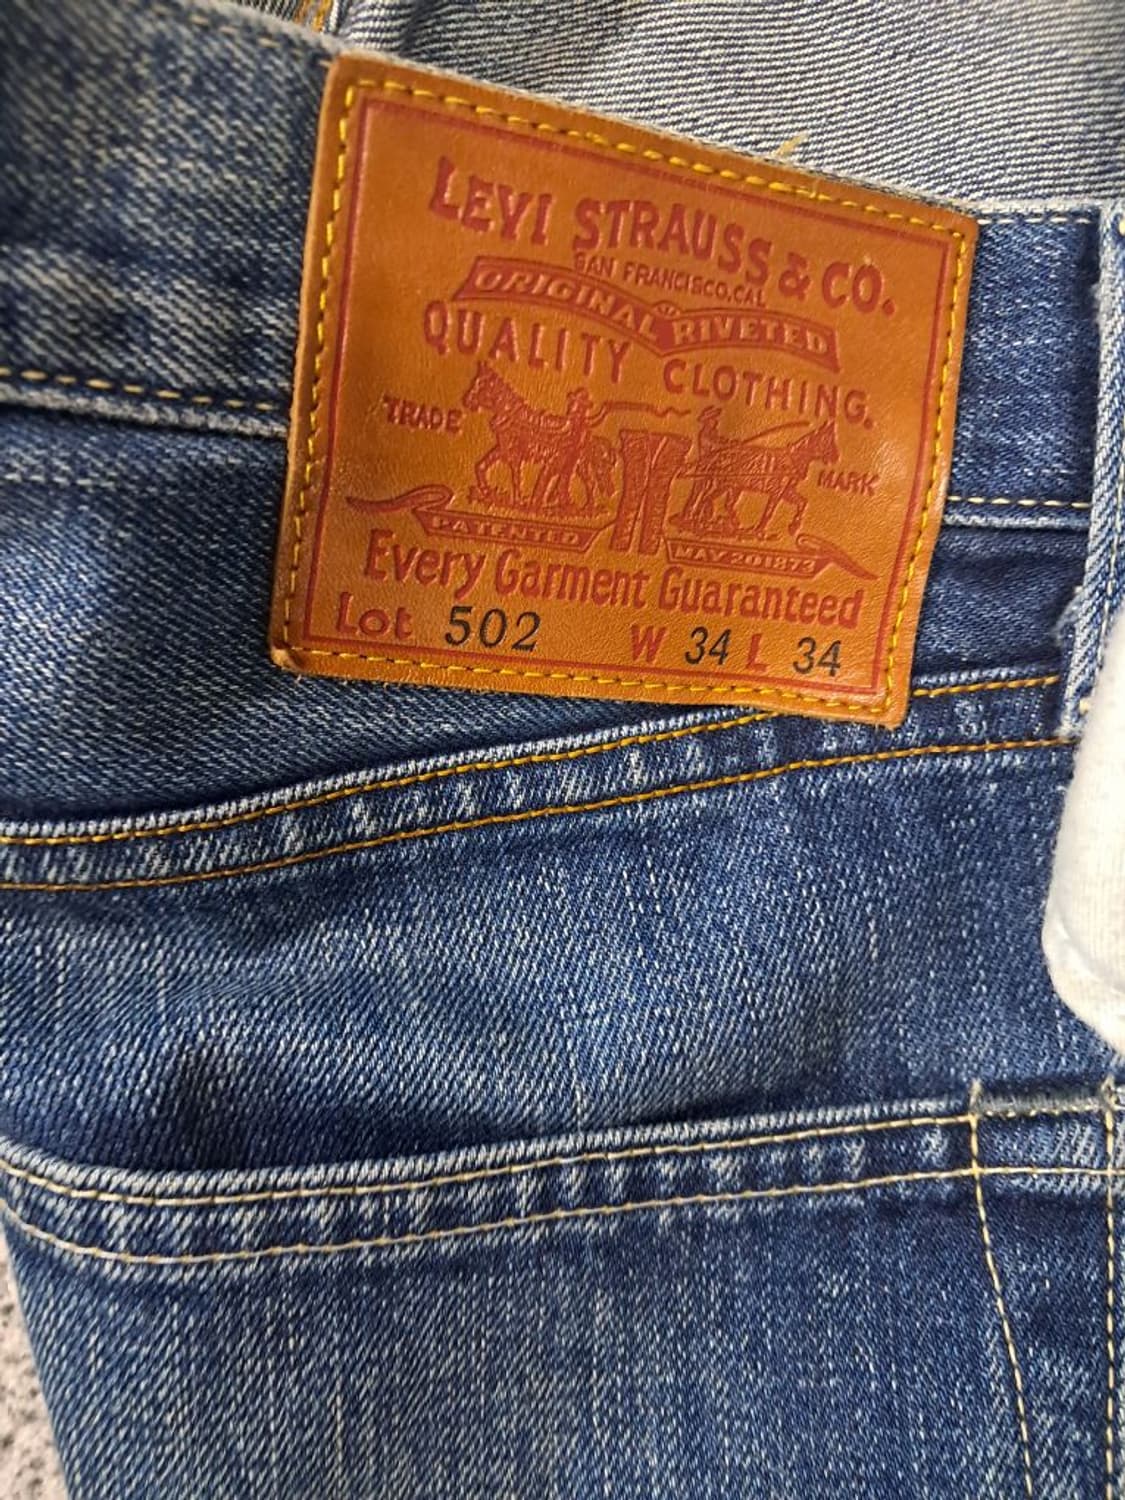 LEVI STRAUSS & CO.
SAN FRANCISCO, CAL
ORIGINAL RIVETED
QUALITY CLOTHING.
TRADE MARK
PATENTED MAY 20 1873
Every Garment Guaranteed
Lot 502 W 34 L 34